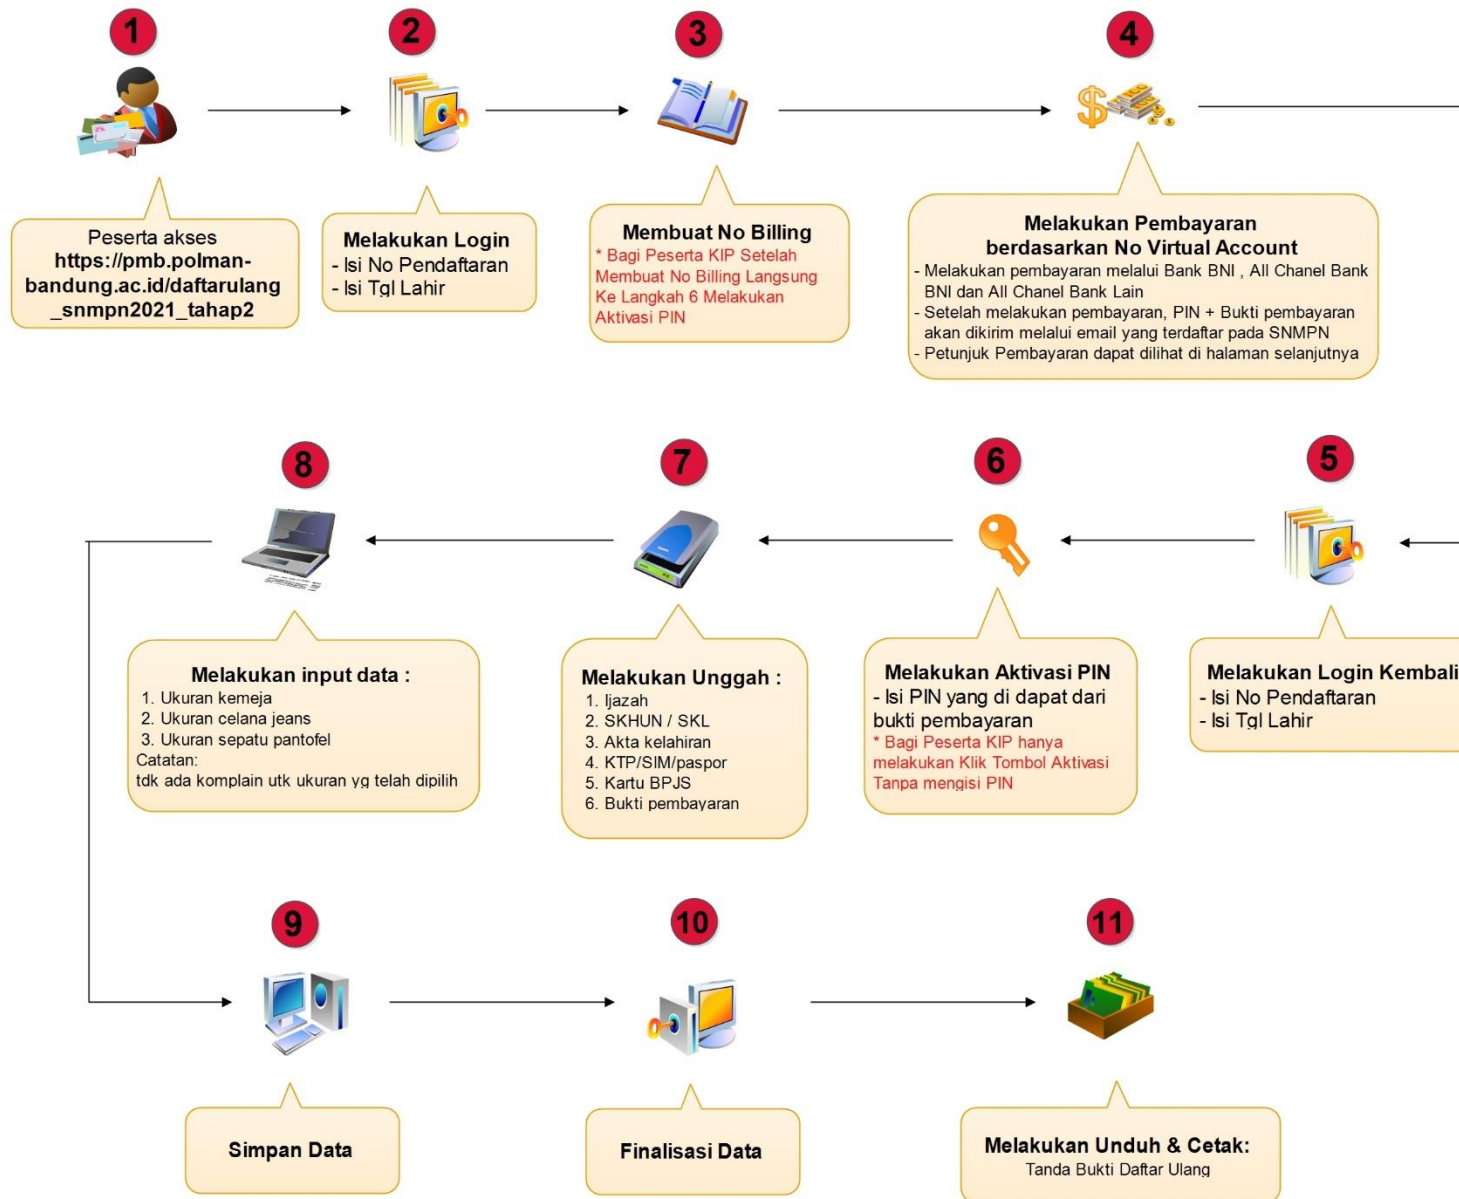 1
Peserta akses
https://pmb.polman-
bandung.ac.id/daftarulang
_snmpn2021_tahap2
2
Melakukan Login
- Isi No Pendaftaran
- Isi Tgl Lahir
3
Membuat No Billing
* Bagi Peserta KIP Setelah
Membuat No Billing Langsung
Ke Langkah 6 Melakukan
Aktivasi PIN
4
Melakukan Pembayaran
berdasarkan No Virtual Account
- Melakukan pembayaran melalui Bank BNI , All Chanel Bank
BNI dan All Chanel Bank Lain
- Setelah melakukan pembayaran, PIN + Bukti pembayaran
akan dikirim melalui email yang terdaftar pada SNMPN
- Petunjuk Pembayaran dapat dilihat di halaman selanjutnya
5
Melakukan Login Kembali
- Isi No Pendaftaran
- Isi Tgl Lahir
6
Melakukan Aktivasi PIN
- Isi PIN yang di dapat dari
bukti pembayaran
* Bagi Peserta KIP hanya
melakukan Klik Tombol Aktivasi
Tanpa mengisi PIN
7
Melakukan Unggah :
1. Ijazah
2. SKHUN / SKL
3. Akta kelahiran
4. KTP/SIM/paspor
5. Kartu BPJS
6. Bukti pembayaran
8
Melakukan input data :
1. Ukuran kemeja
2. Ukuran celana jeans
3. Ukuran sepatu pantofel
Catatan:
tdk ada komplain utk ukuran yg telah dipilih
9
Simpan Data
10
Finalisasi Data
11
Melakukan Unduh & Cetak:
Tanda Bukti Daftar Ulang